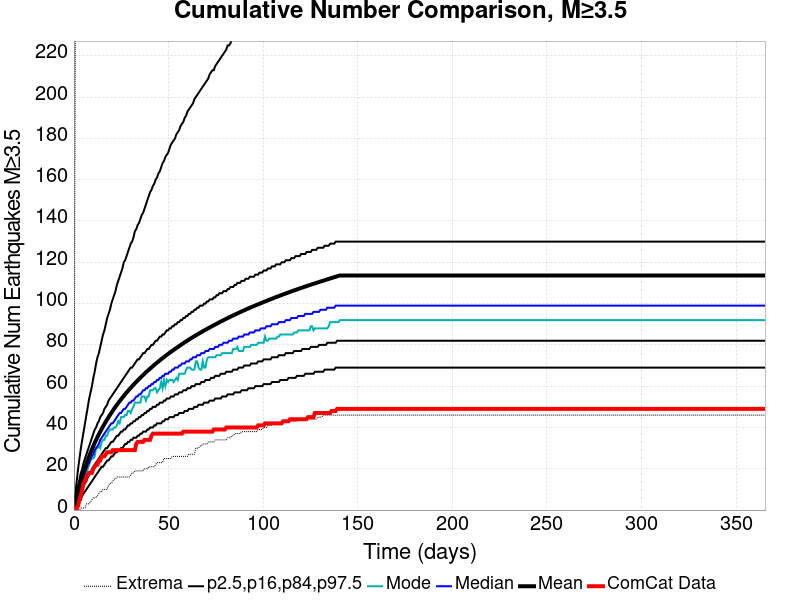 Cumulative Number Comparison, M≥3.5
Cumulative Num Earthquakes M≥3.5
220
200
180
160
140
120
100
80
60
40
20
0
0 50 100 150 200 250 300 350
Time (days)
Extrema p2.5,p16,p84,p97.5 Mode Median Mean ComCat Data